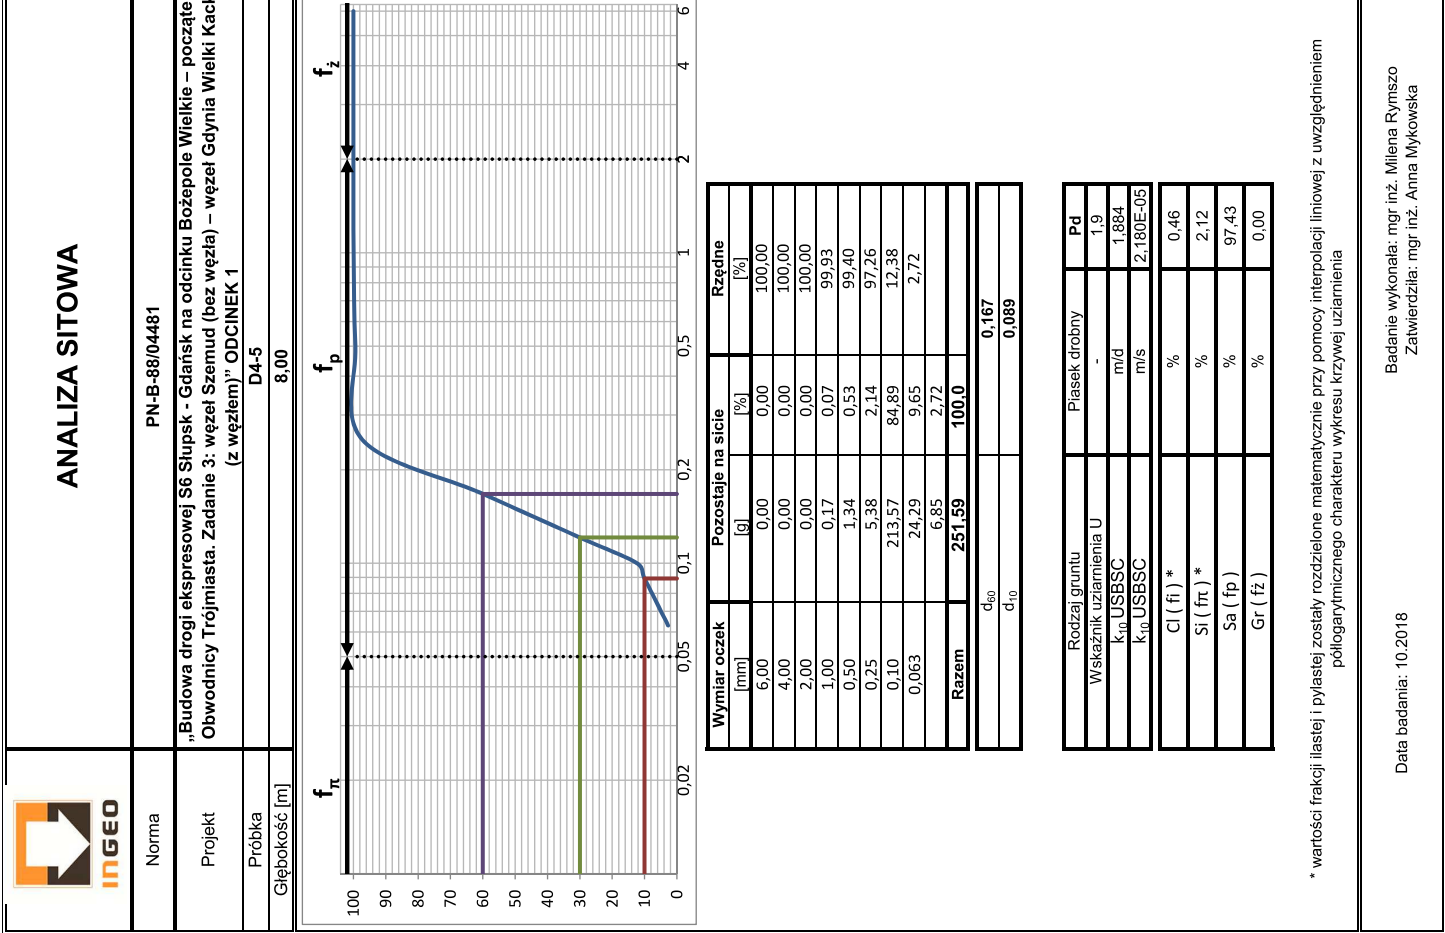 inGEO
ANALIZA SITOWA
Norma PN-B-88/04481
Projekt „Budowa drogi ekspresowej S6 Słupsk - Gdańsk na odcinku Bożepole Wielkie – począte
Obwodnicy Trójmiasta. Zadanie 3: węzeł Szemud (bez węzła) – węzeł Gdynia Wielki Kack
(z węzłem)” ODCINEK 1
Próbka D4-5
Głębokość [m] 8,00
fπ fp fż
100
90
80
70
60
50
40
30
20
10
0
0,02 0,05 0,1 0,2 0,5 1 2 4 6
Wymiar oczek Pozostaje na sicie Rzędne
[mm] [g] [%] [%]
6,00 0,00 0,00 100,00
4,00 0,00 0,00 100,00
2,00 0,00 0,00 100,00
1,00 0,17 0,07 99,93
0,50 1,34 0,53 99,40
0,25 5,38 2,14 97,26
0,10 213,57 84,89 12,38
0,063 24,29 9,65 2,72
6,85 2,72
Razem 251,59 100,0
d60 0,167
d10 0,089
Rodzaj gruntu Piasek drobny Pd
Wskaźnik uziarnienia U - 1,9
k10 USBSC m/d 1,884
k10 USBSC m/s 2,180E-05
Cl ( fi ) * % 0,46
Si ( fπ ) * % 2,12
Sa ( fp ) % 97,43
Gr ( fż ) % 0,00
* wartości frakcji ilastej i pylastej zostały rozdzielone matematycznie przy pomocy interpolacji liniowej z uwzględnieniem
półlogarytmicznego charakteru wykresu krzywej uziarnienia
Data badania: 10.2018
Badanie wykonała: mgr inż. Milena Rymszo
Zatwierdziła: mgr inż. Anna Mykowska